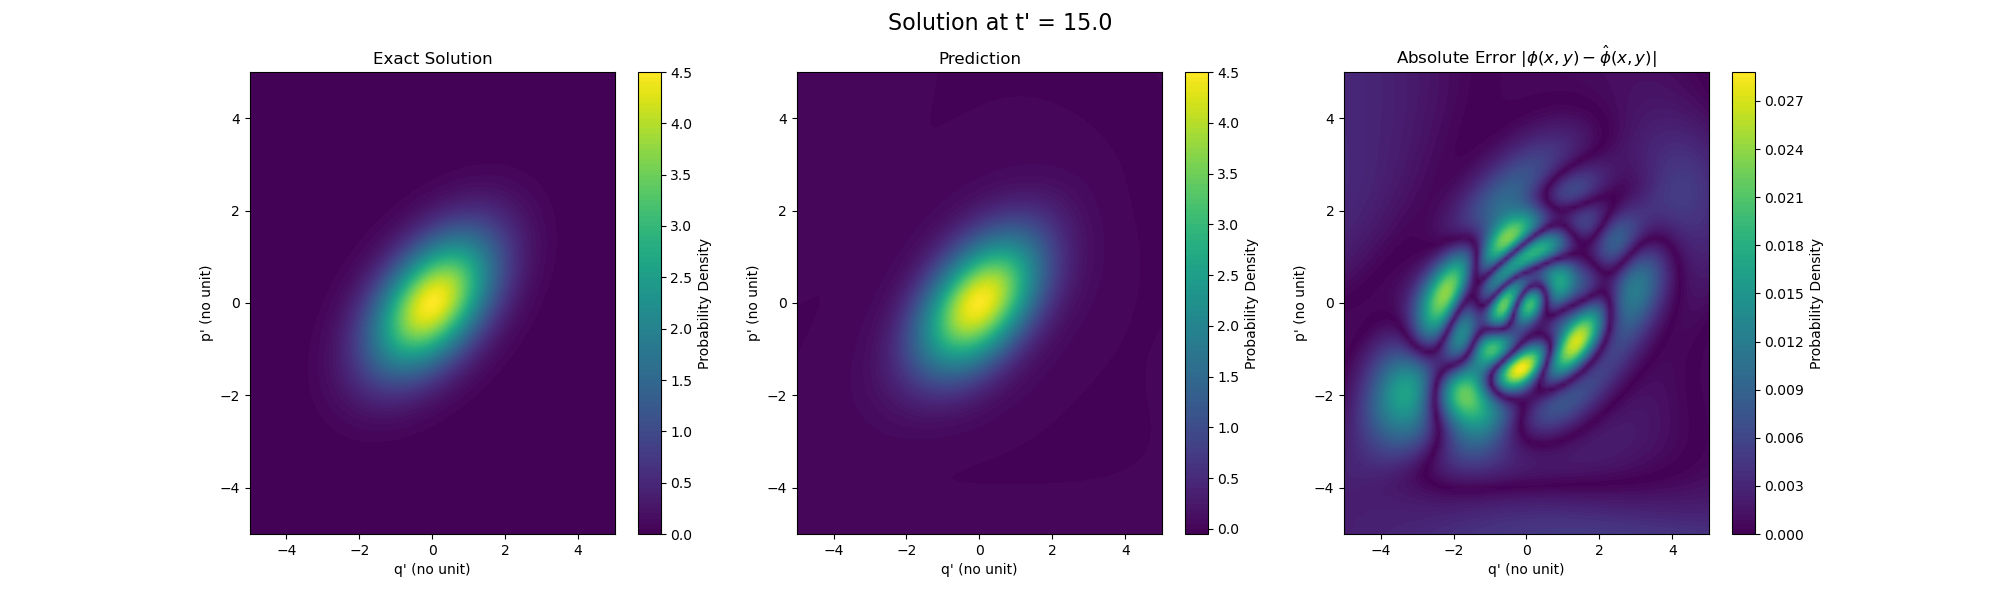 Solution at t' = 15.0
Exact Solution
4
2
0
−2
−4
−4 −2 0 2 4
p' (no unit)
q' (no unit)
4.5
4.0
3.5
3.0
2.5
2.0
1.5
1.0
0.5
0.0
Probability Density
Prediction
4
2
0
−2
−4
−4 −2 0 2 4
p' (no unit)
q' (no unit)
4.5
4.0
3.5
3.0
2.5
2.0
1.5
1.0
0.5
0.0
Probability Density
Absolute Error |ϕ(x, y) − ϕ̂(x, y)|
4
2
0
−2
−4
−4 −2 0 2 4
p' (no unit)
q' (no unit)
0.027
0.024
0.021
0.018
0.015
0.012
0.009
0.006
0.003
0.000
Probability Density